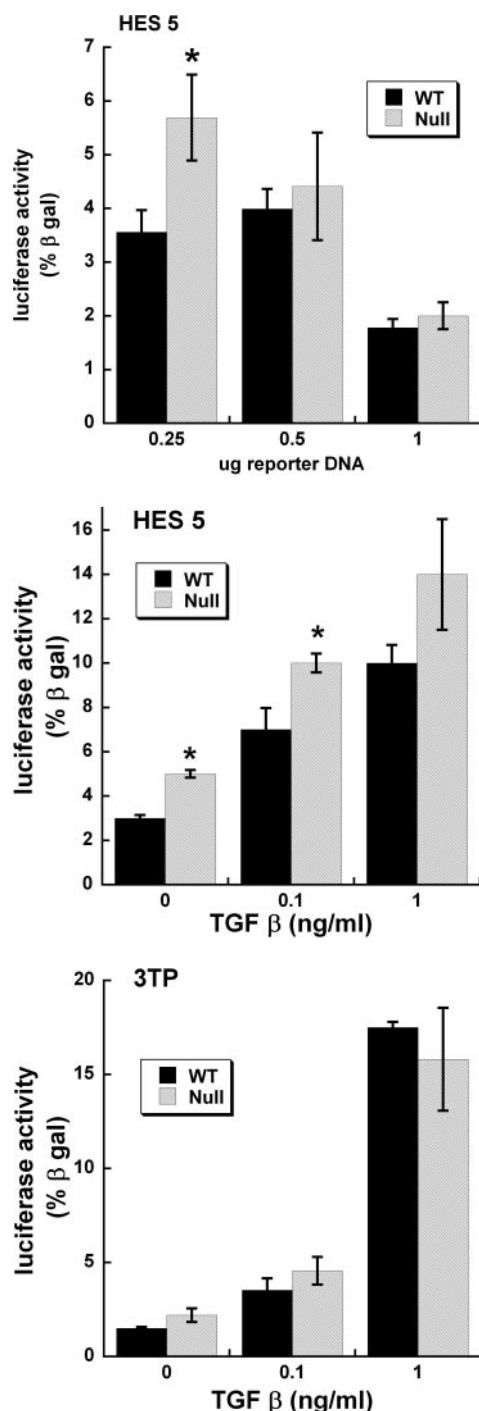 HES 5
7
6
5
4
3
2
1
0
luciferase activity
(% β gal)
*
WT
Null
0.25 0.5 1
ug reporter DNA
HES 5
16
14
12
10
8
6
4
2
0
luciferase activity
(% β gal)
WT
Null
*
*
0 0.1 1
TGF β (ng/ml)
3TP
20
15
10
5
0
luciferase activity
(% β gal)
WT
Null
0 0.1 1
TGF β (ng/ml)